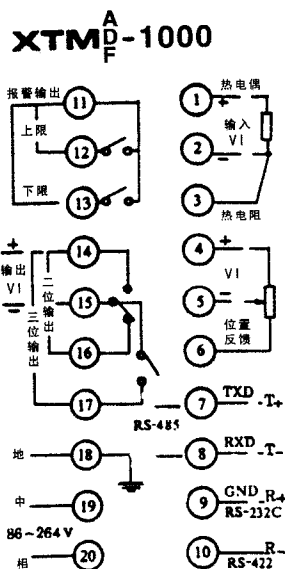 XTM A D F -1000
报警输出
11
上限
12
下限
13
热电偶
1
+
输入
VI
2
−
3
热电阻
+
输出
VI
−
二位输出
三位输出
14
15
16
17
4
+
VI
5
−
位置
反馈
6
7
TXD
-T+
RS-485
8
RXD
-T-
9
GND
R+
RS-232C
10
R-
RS-422
地
18
中
19
86~264V
相
20